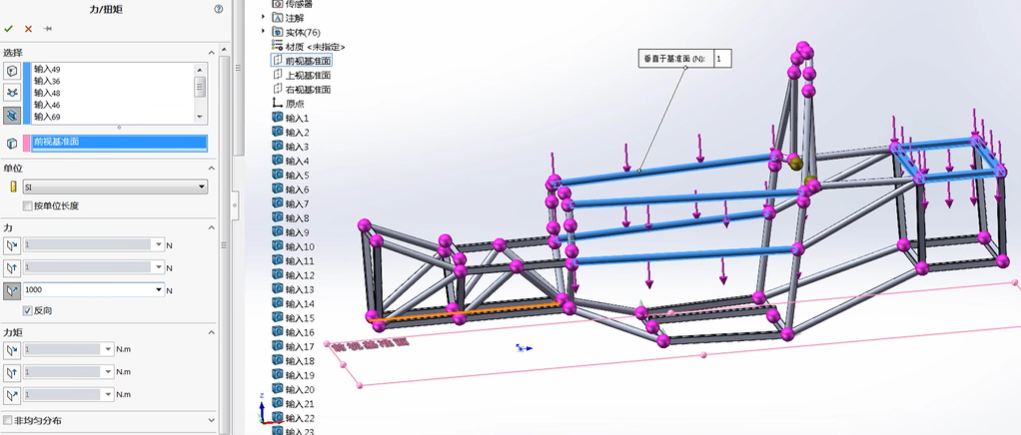 力/扭矩
选择
输入49
输入36
输入48
输入46
输入69
前视基准面
单位
SI
按单位长度
力
1
N
1
N
1000
N
反向
力矩
1
N.m
1
N.m
1
N.m
非均匀分布
传感器
注解
实体(76)
材质 <未指定>
前视基准面
上视基准面
右视基准面
原点
输入1
输入2
输入3
输入4
输入5
输入6
输入7
输入8
输入9
输入10
输入11
输入12
输入13
输入14
输入15
输入16
输入17
输入18
输入19
输入20
输入21
输入22
输入23
垂直于基准面 (N): 1
前视基准面
z